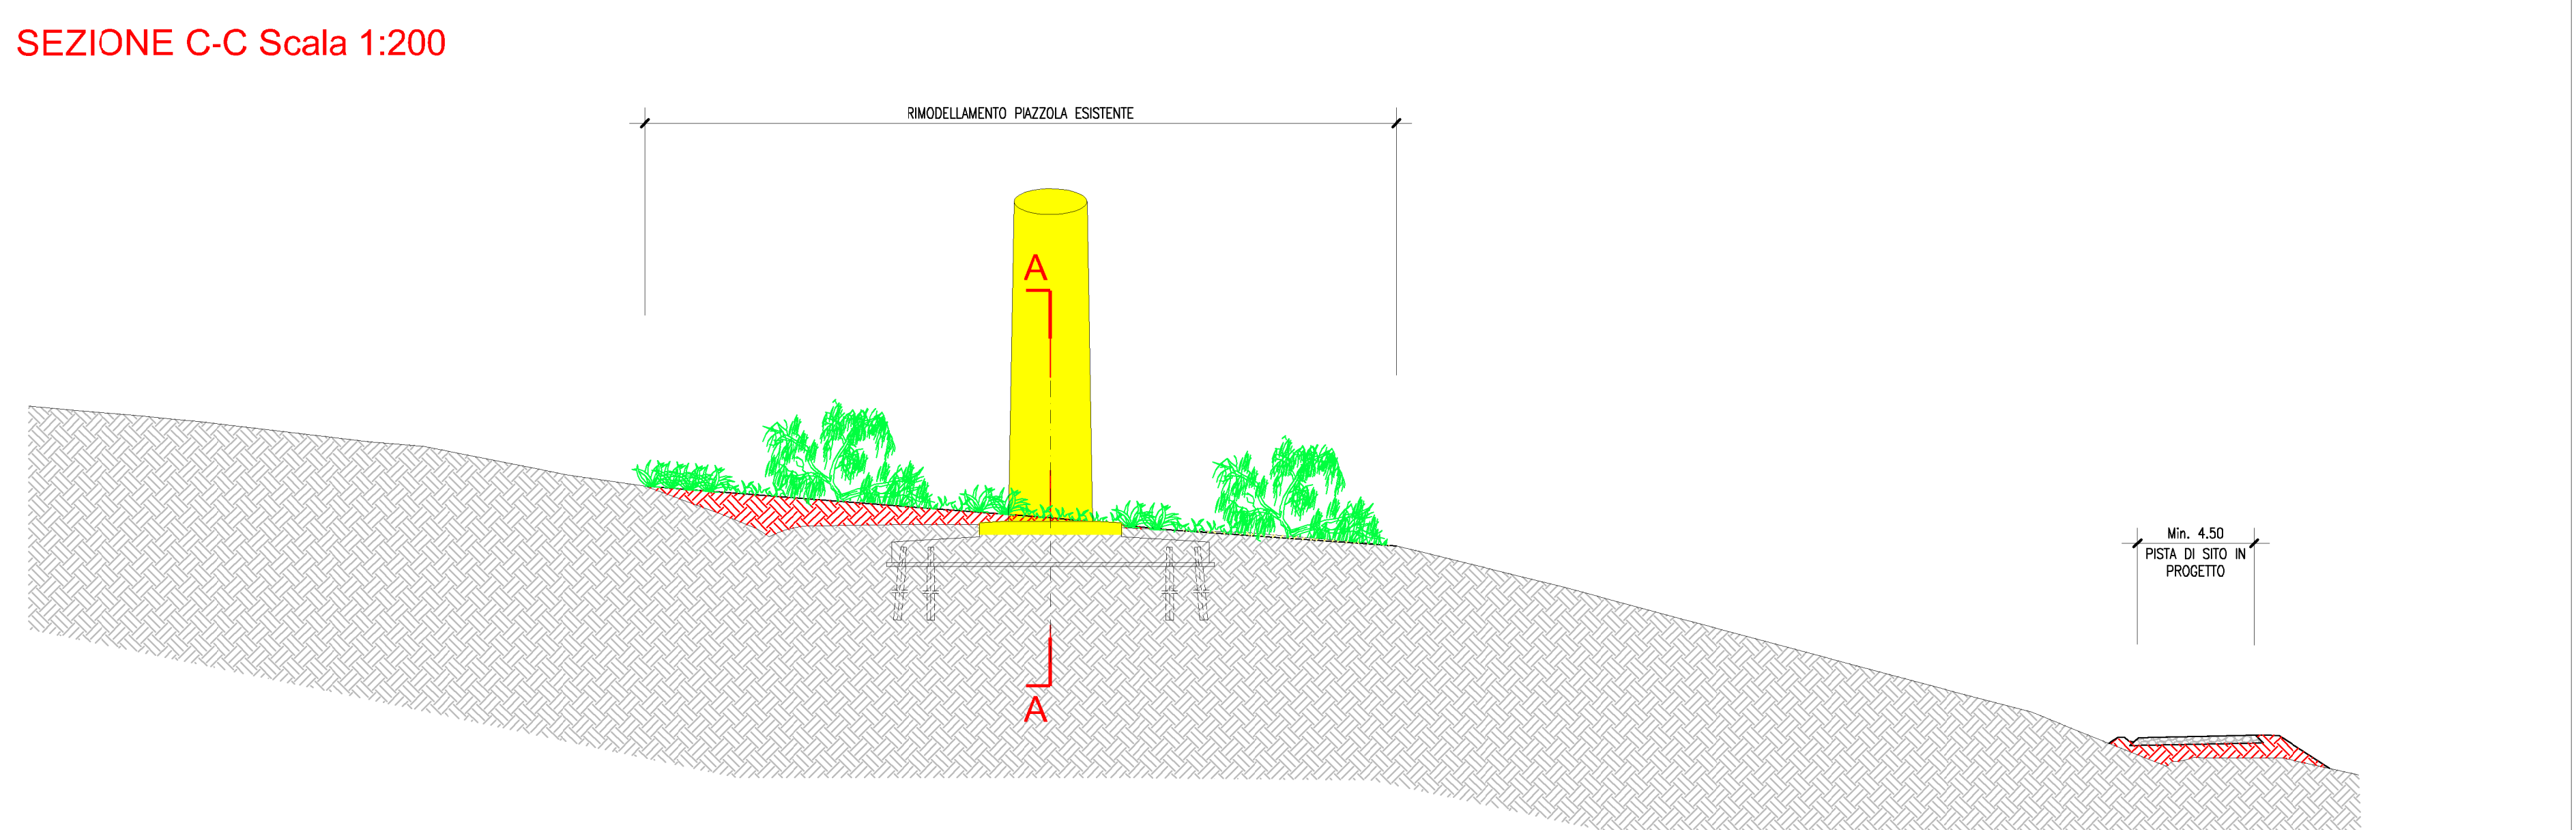 SEZIONE C-C Scala 1:200
RIMODELLAMENTO PIAZZOLA ESISTENTE
A
Min. 4.50
PISTA DI SITO IN
PROGETTO
A